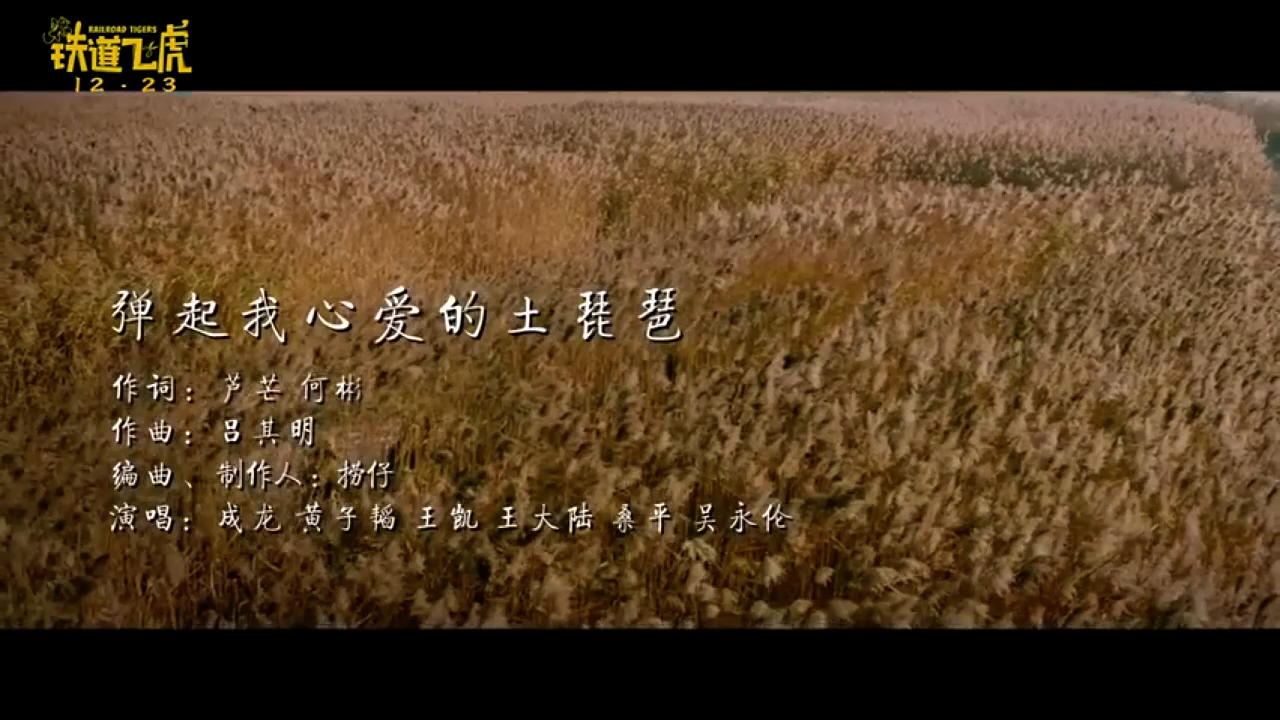 RAILROAD TIGERS
铁道飞虎
12·23
弹起我心爱的土琵琶
作词：芦芒 何彬
作曲：吕其明
编曲、制作人：捞仔
演唱：成龙 黄子韬 王凯 王大陆 桑平 吴永伦